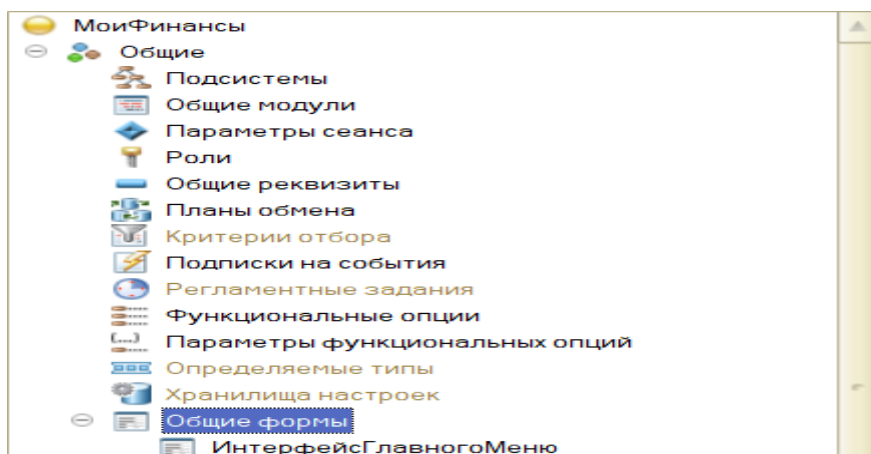 МоиФинансы
Общие
Подсистемы
Общие модули
Параметры сеанса
Роли
Общие реквизиты
Планы обмена
Критерии отбора
Подписки на события
Регламентные задания
Функциональные опции
Параметры функциональных опций
Определяемые типы
Хранилища настроек
Общие формы
ИнтерфейсГлавногоМеню